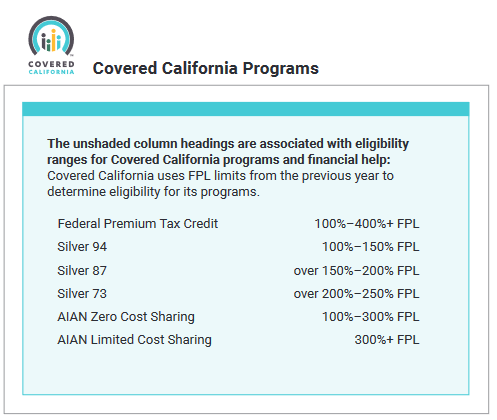 COVERED
CALIFORNIA
Covered California Programs
The unshaded column headings are associated with eligibility
ranges for Covered California programs and financial help:
Covered California uses FPL limits from the previous year to
determine eligibility for its programs.
Federal Premium Tax Credit 100%–400%+ FPL
Silver 94 100%–150% FPL
Silver 87 over 150%–200% FPL
Silver 73 over 200%–250% FPL
AIAN Zero Cost Sharing 100%–300% FPL
AIAN Limited Cost Sharing 300%+ FPL